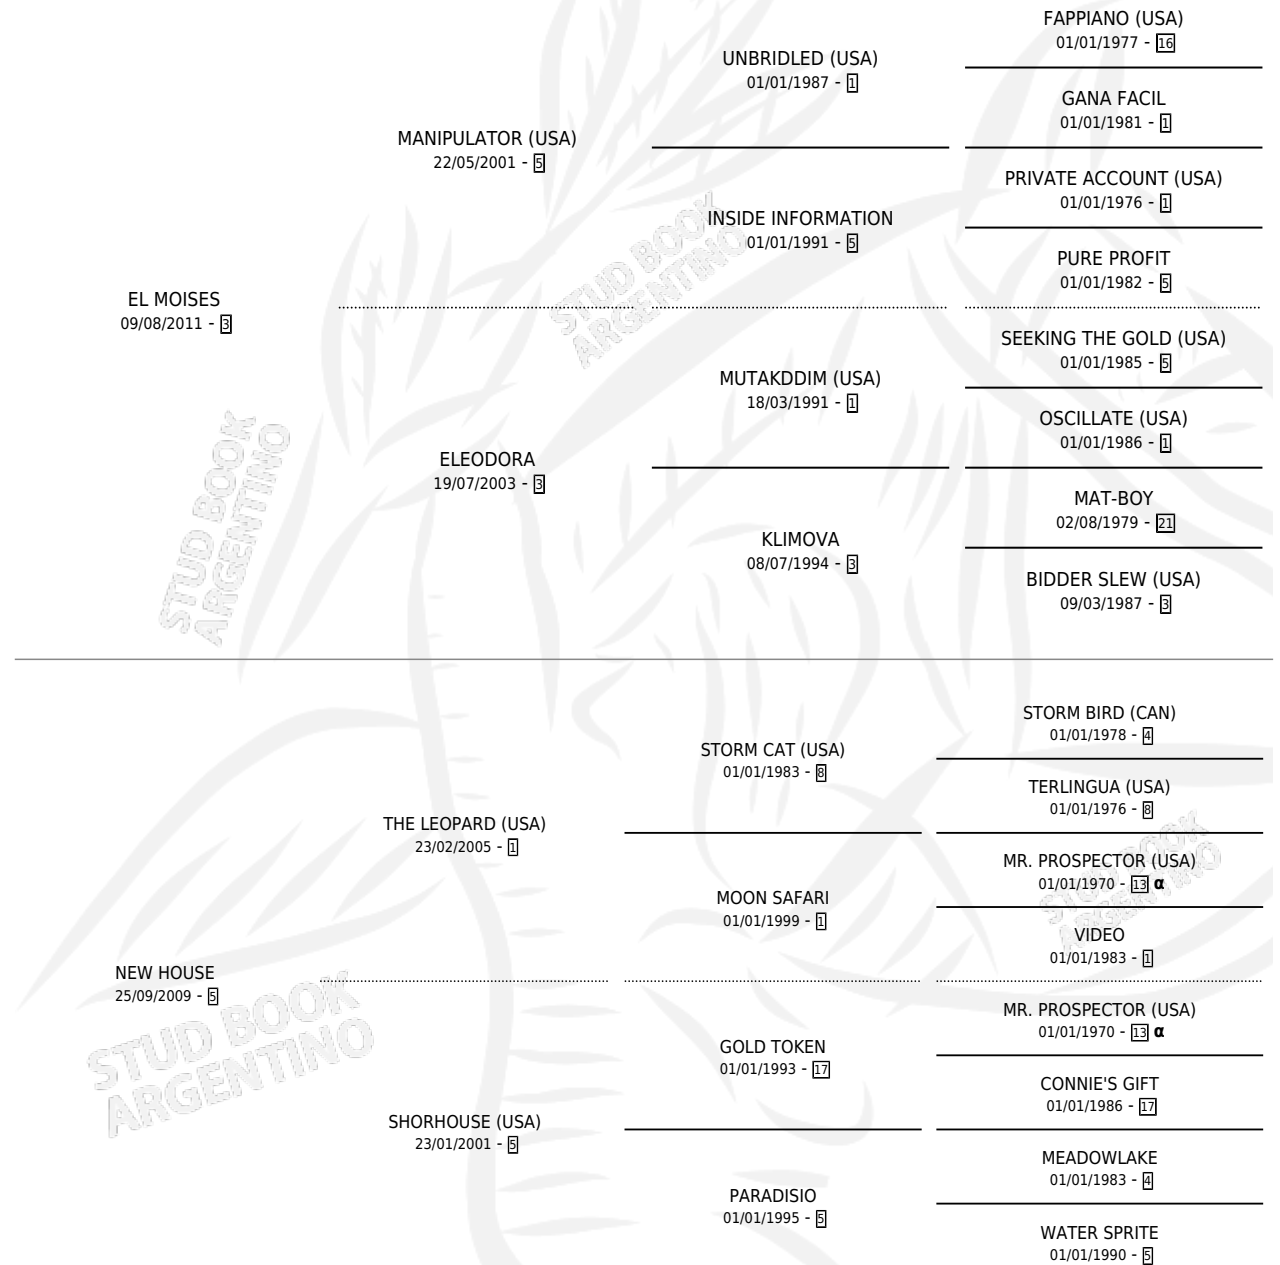 FAPPIANO (USA)
01/01/1977 - 16
UNBRIDLED (USA)
01/01/1987 - 1
GANA FACIL
01/01/1981 - 1
MANIPULATOR (USA)
22/05/2001 - 5
PRIVATE ACCOUNT (USA)
01/01/1976 - 1
INSIDE INFORMATION
01/01/1991 - 5
PURE PROFIT
01/01/1982 - 5
STUD BOOK
ARGENTINO
EL MOISES
09/08/2011 - 3
SEEKING THE GOLD (USA)
01/01/1985 - 5
MUTAKDDIM (USA)
18/03/1991 - 1
OSCILLATE (USA)
01/01/1986 - 1
ELEODORA
19/07/2003 - 3
MAT-BOY
02/08/1979 - 21
KLIMOVA
08/07/1994 - 3
BIDDER SLEW (USA)
09/03/1987 - 3
STUD BOOK
ARGENTINO
STORM BIRD (CAN)
01/01/1978 - 4
STORM CAT (USA)
01/01/1983 - 8
TERLINGUA (USA)
01/01/1976 - 8
THE LEOPARD (USA)
23/02/2005 - 1
MR. PROSPECTOR (USA)
01/01/1970 - 13 α
MOON SAFARI
01/01/1999 - 1
VIDEO
01/01/1983 - 1
STUD BOOK
ARGENTINO
NEW HOUSE
25/09/2009 - 5
MR. PROSPECTOR (USA)
01/01/1970 - 13 α
GOLD TOKEN
01/01/1993 - 17
CONNIE'S GIFT
01/01/1986 - 17
STUD BOOK
ARGENTINO
SHORHOUSE (USA)
23/01/2001 - 5
MEADOWLAKE
01/01/1983 - 4
PARADISIO
01/01/1995 - 5
WATER SPRITE
01/01/1990 - 5